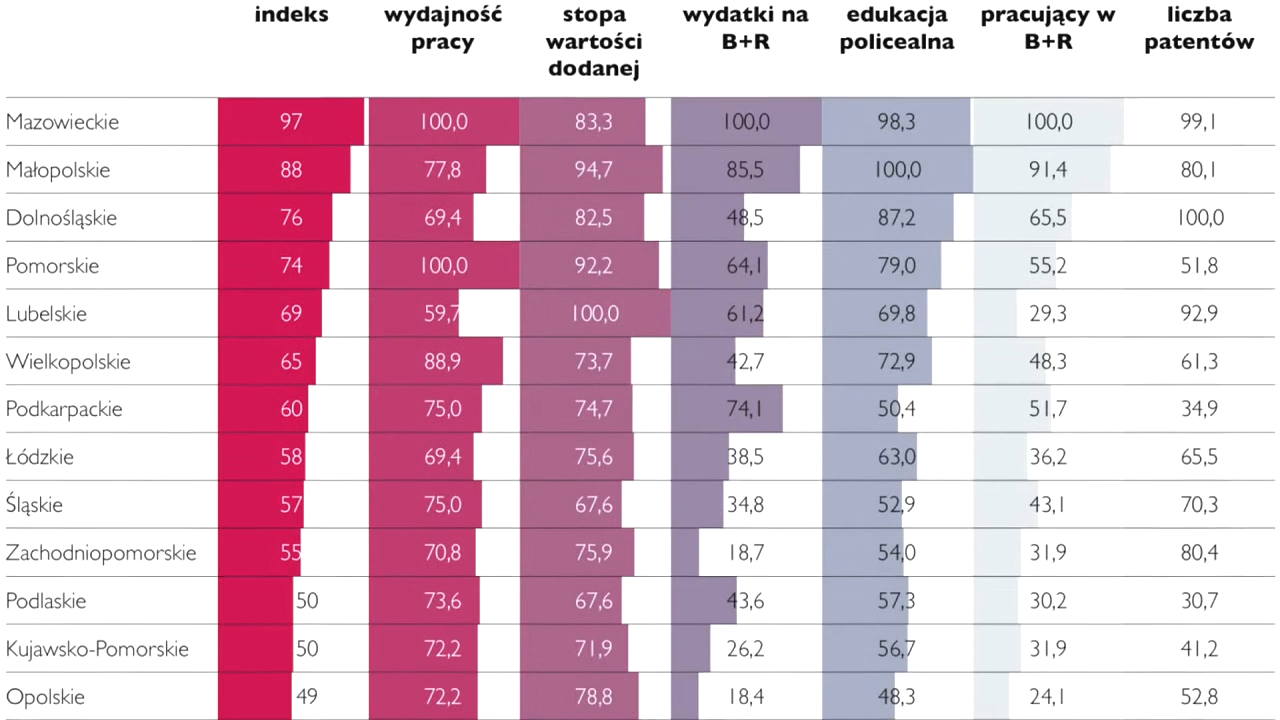 indeks wydajność pracy stopa wartości dodanej wydatki na B+R edukacja policealna pracujący w B+R liczba patentów
Mazowieckie 97 100,0 83,3 100,0 98,3 100,0 99,1
Małopolskie 88 77,8 94,7 85,5 100,0 91,4 80,1
Dolnośląskie 76 69,4 82,5 48,5 87,2 65,5 100,0
Pomorskie 74 100,0 92,2 64,1 79,0 55,2 51,8
Lubelskie 69 59,7 100,0 61,2 69,8 29,3 92,9
Wielkopolskie 65 88,9 73,7 42,7 72,9 48,3 61,3
Podkarpackie 60 75,0 74,7 74,1 50,4 51,7 34,9
Łódzkie 58 69,4 75,6 38,5 63,0 36,2 65,5
Śląskie 57 75,0 67,6 34,8 52,9 43,1 70,3
Zachodniopomorskie 55 70,8 75,9 18,7 54,0 31,9 80,4
Podlaskie 50 73,6 67,6 43,6 57,3 30,2 30,7
Kujawsko-Pomorskie 50 72,2 71,9 26,2 56,7 31,9 41,2
Opolskie 49 72,2 78,8 18,4 48,3 24,1 52,8